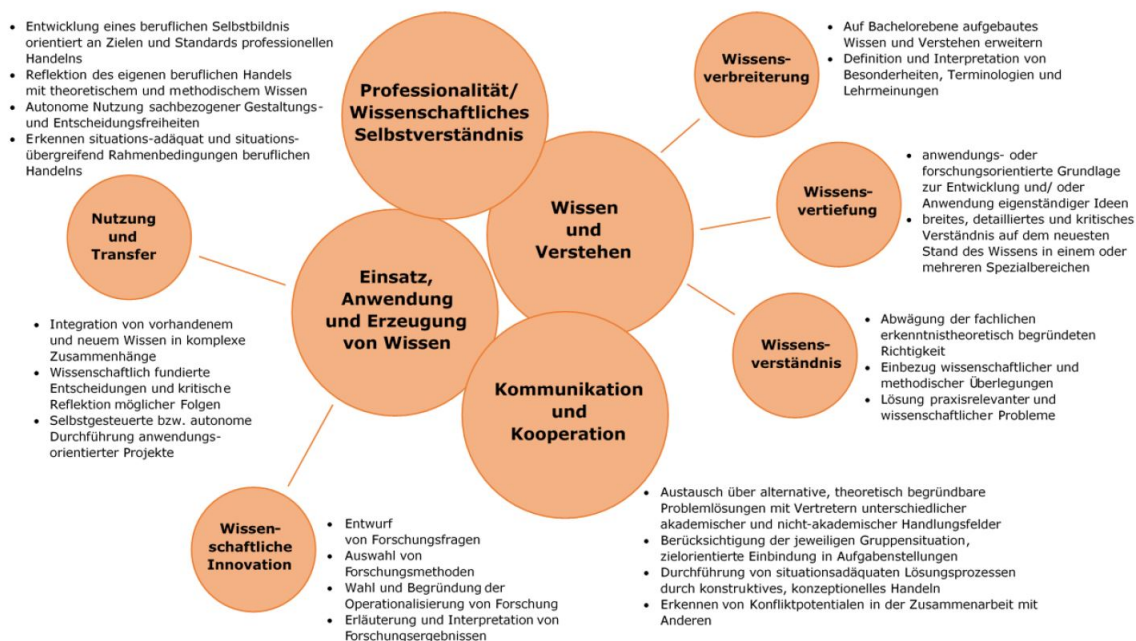 Entwicklung eines beruflichen Selbstbildnis
orientiert an Zielen und Standards professionellen
Handelns
Reflektion des eigenen beruflichen Handels
mit theoretischem und methodischem Wissen
Autonome Nutzung sachbezogener Gestaltungs-
und Entscheidungsfreiheiten
Erkennen situations-adäquat und situations-
übergreifend Rahmenbedingungen beruflichen
Handelns
Professionalität/
Wissenschaftliches
Selbstverständnis
Wissens-
verbreiterung
Auf Bachelorebene aufgebautes
Wissen und Verstehen erweitern
Definition und Interpretation von
Besonderheiten, Terminologien und
Lehrmeinungen
Wissen
und
Verstehen
Wissens-
vertiefung
anwendungs- oder
forschungsorientierte Grundlage
zur Entwicklung und/ oder
Anwendung eigenständiger Ideen
breites, detailliertes und kritisches
Verständnis auf dem neuesten
Stand des Wissens in einem oder
mehreren Spezialbereichen
Nutzung
und
Transfer
Einsatz,
Anwendung
und Erzeugung
von Wissen
Integration von vorhandenem
und neuem Wissen in komplexe
Zusammenhänge
Wissenschaftlich fundierte
Entscheidungen und kritische
Reflektion möglicher Folgen
Selbstgesteuerte bzw. autonome
Durchführung anwendungs-
orientierter Projekte
Wissens-
verständnis
Abwägung der fachlichen
erkenntnistheoretisch begründeten
Richtigkeit
Einbezug wissenschaftlicher und
methodischer Überlegungen
Lösung praxisrelevanter und
wissenschaftlicher Probleme
Kommunikation
und
Kooperation
Wissen-
schaftliche
Innovation
Entwurf
von Forschungsfragen
Auswahl von
Forschungsmethoden
Wahl und Begründung der
Operationalisierung von Forschung
Erläuterung und Interpretation von
Forschungsergebnissen
Austausch über alternative, theoretisch begründbare
Problemlösungen mit Vertretern unterschiedlicher
akademischer und nicht-akademischer Handlungsfelder
Berücksichtigung der jeweiligen Gruppensituation,
zielorientierte Einbindung in Aufgabenstellungen
Durchführung von situationsadäquaten Lösungsprozessen
durch konstruktives, konzeptionelles Handeln
Erkennen von Konfliktpotentialen in der Zusammenarbeit mit
Anderen